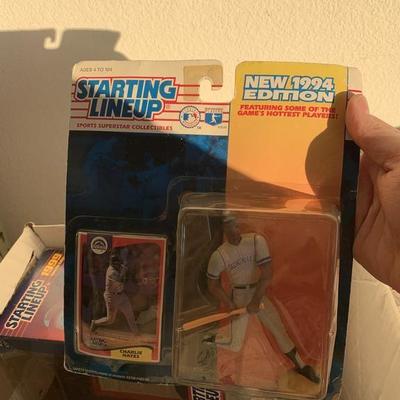 AGES 4 TO 104
STARTING
LINEUP
SPORTS SUPERSTAR COLLECTIBLES
NEW 1994
EDITION
FEATURING SOME OF THE
GAME'S HOTTEST PLAYERS!
CHARLIE
HAYES
STARTING
LINEUP
1999